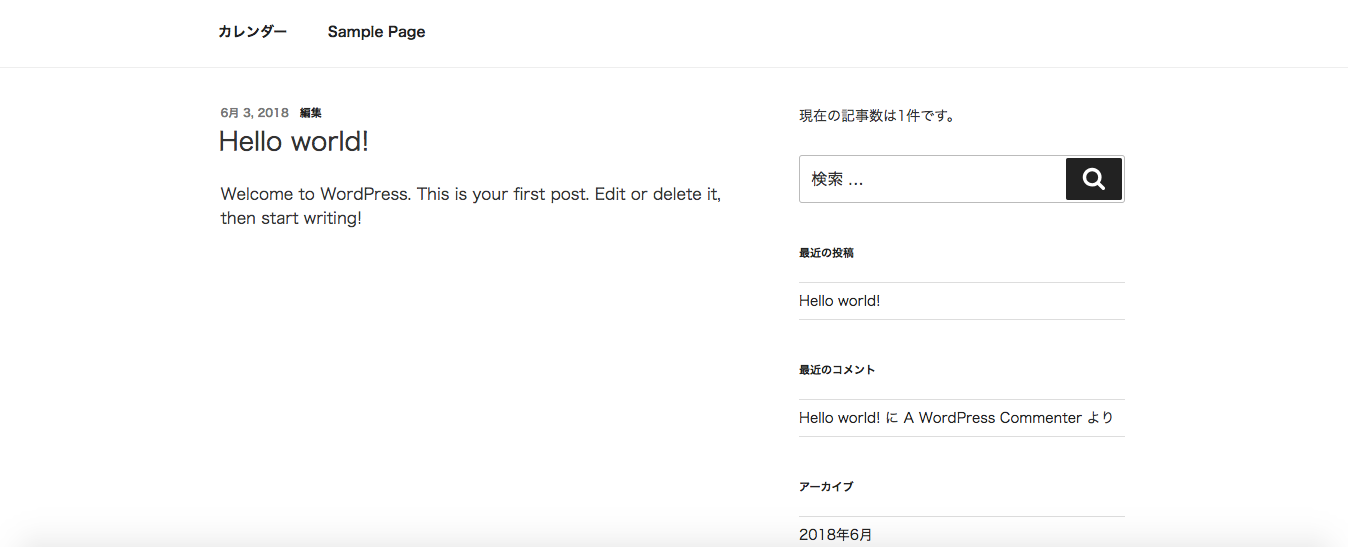 カレンダー Sample Page
6月 3, 2018 編集
Hello world!
Welcome to WordPress. This is your first post. Edit or delete it,
then start writing!
現在の記事数は1件です。
検索 …
最近の投稿
Hello world!
最近のコメント
Hello world! に A WordPress Commenter より
アーカイブ
2018年6月